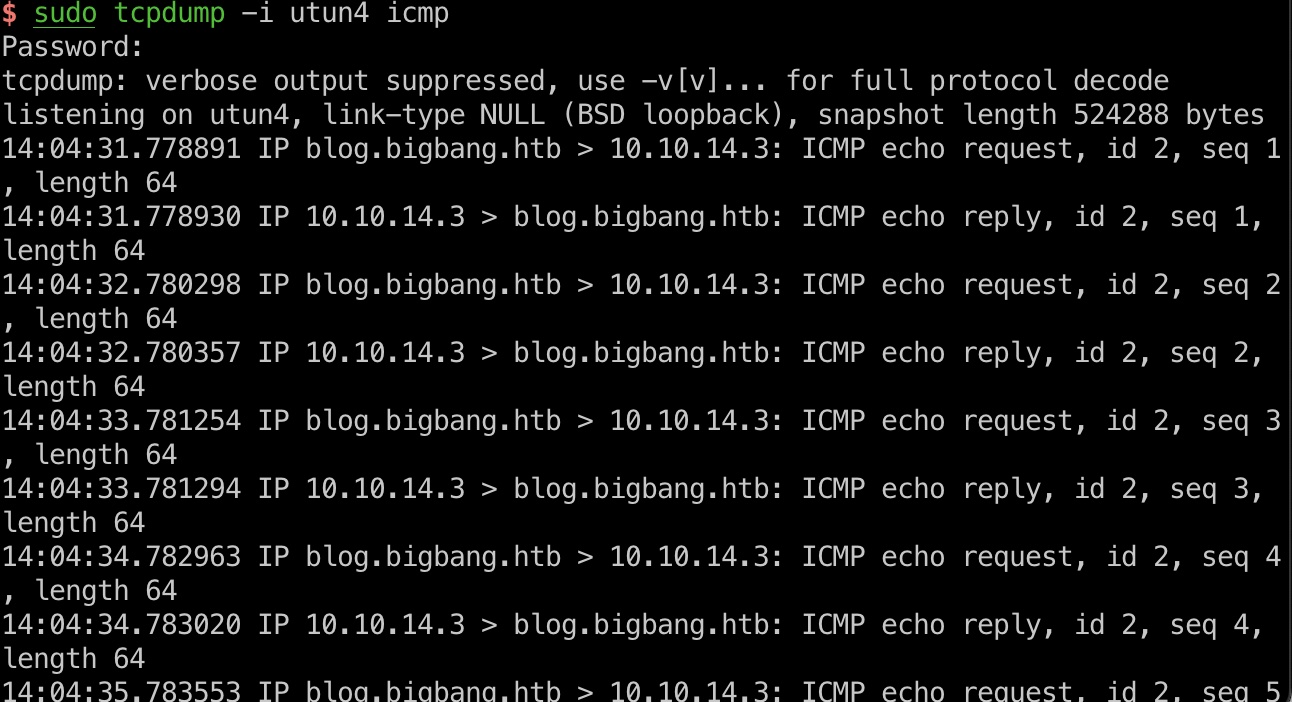 $ sudo tcpdump -i utun4 icmp
Password:
tcpdump: verbose output suppressed, use -v[v]... for full protocol decode
listening on utun4, link-type NULL (BSD loopback), snapshot length 524288 bytes
14:04:31.778891 IP blog.bigbang.htb > 10.10.14.3: ICMP echo request, id 2, seq 1
, length 64
14:04:31.778930 IP 10.10.14.3 > blog.bigbang.htb: ICMP echo reply, id 2, seq 1,
length 64
14:04:32.780298 IP blog.bigbang.htb > 10.10.14.3: ICMP echo request, id 2, seq 2
, length 64
14:04:32.780357 IP 10.10.14.3 > blog.bigbang.htb: ICMP echo reply, id 2, seq 2,
length 64
14:04:33.781254 IP blog.bigbang.htb > 10.10.14.3: ICMP echo request, id 2, seq 3
, length 64
14:04:33.781294 IP 10.10.14.3 > blog.bigbang.htb: ICMP echo reply, id 2, seq 3,
length 64
14:04:34.782963 IP blog.bigbang.htb > 10.10.14.3: ICMP echo request, id 2, seq 4
, length 64
14:04:34.783020 IP 10.10.14.3 > blog.bigbang.htb: ICMP echo reply, id 2, seq 4,
length 64
14:04:35.783553 IP blog.bigbang.htb > 10.10.14.3: ICMP echo request, id 2, seq 5